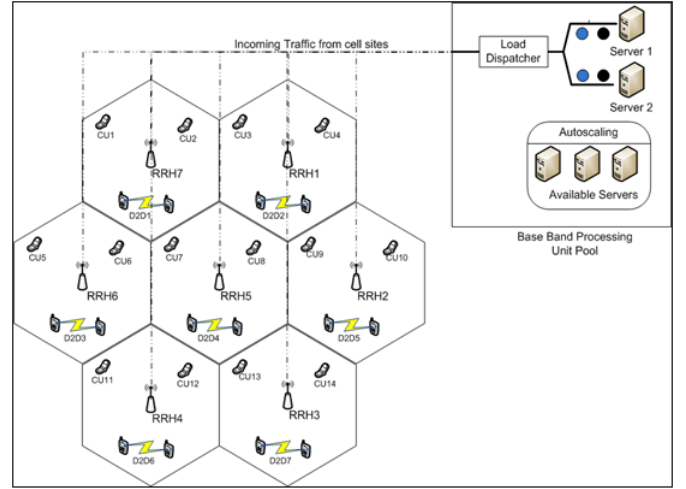 Incoming Traffic from cell sites
Load
Dispatcher
Server 1
Server 2
Autoscaling
Available Servers
Base Band Processing
Unit Pool
CU1
CU2
RRH7
D2D1
CU3
CU4
RRH1
D2D2
CU5
CU6
RRH6
D2D3
CU7
CU8
RRH5
D2D4
CU9
CU10
RRH2
D2D5
CU11
CU12
RRH4
D2D6
CU13
CU14
RRH3
D2D7